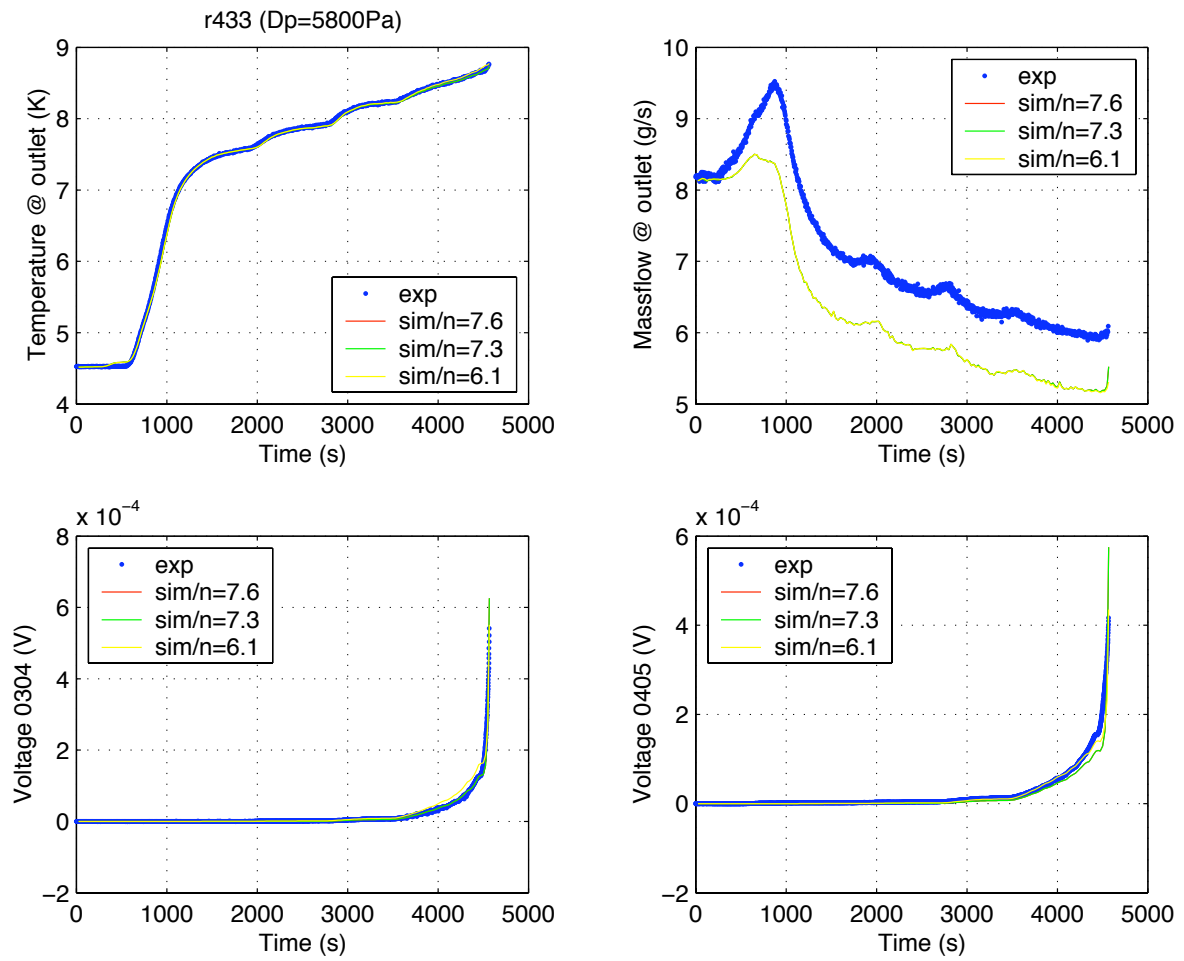 r433 (Dp=5800Pa)
9
8
7
6
5
4
Temperature @ outlet (K)
exp
sim/n=7.6
sim/n=7.3
sim/n=6.1
0 1000 2000 3000 4000 5000
Time (s)
10
9
8
7
6
5
Massflow @ outlet (g/s)
exp
sim/n=7.6
sim/n=7.3
sim/n=6.1
0 1000 2000 3000 4000 5000
Time (s)
x 10−4
8
6
4
2
0
−2
Voltage 0304 (V)
exp
sim/n=7.6
sim/n=7.3
sim/n=6.1
0 1000 2000 3000 4000 5000
Time (s)
x 10−4
6
4
2
0
−2
Voltage 0405 (V)
exp
sim/n=7.6
sim/n=7.3
sim/n=6.1
0 1000 2000 3000 4000 5000
Time (s)